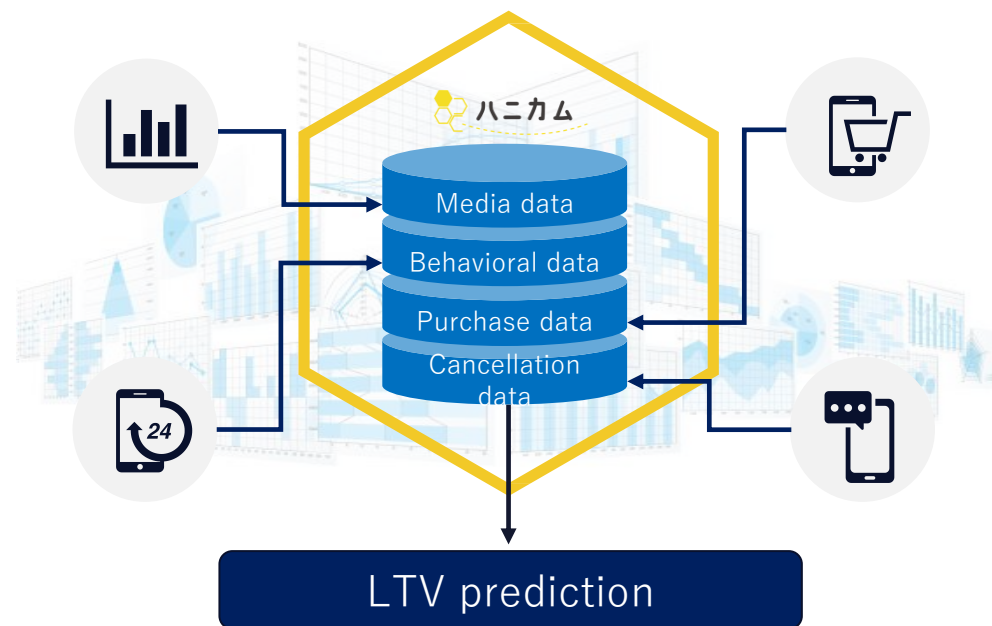 ハニカム
Media data
Behavioral data
Purchase data
Cancellation
data
24
LTV prediction